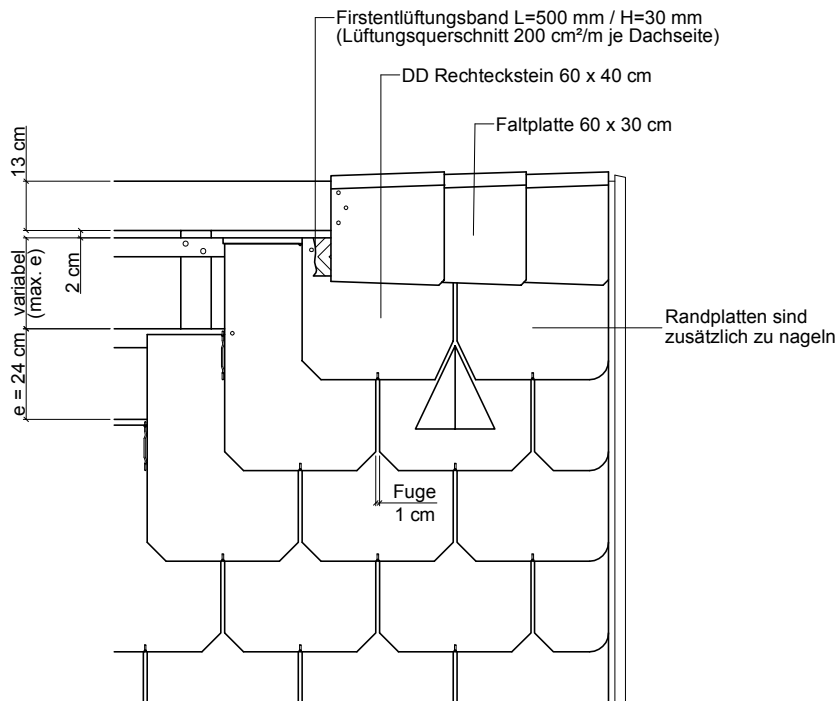 Firstentlüftungsband L=500 mm / H=30 mm
(Lüftungsquerschnitt 200 cm²/m je Dachseite)
DD Rechteckstein 60 x 40 cm
Faltplatte 60 x 30 cm
13 cm
2 cm
variabel
(max. e)
e = 24 cm
Randplatten sind
zusätzlich zu nageln
Fuge
1 cm